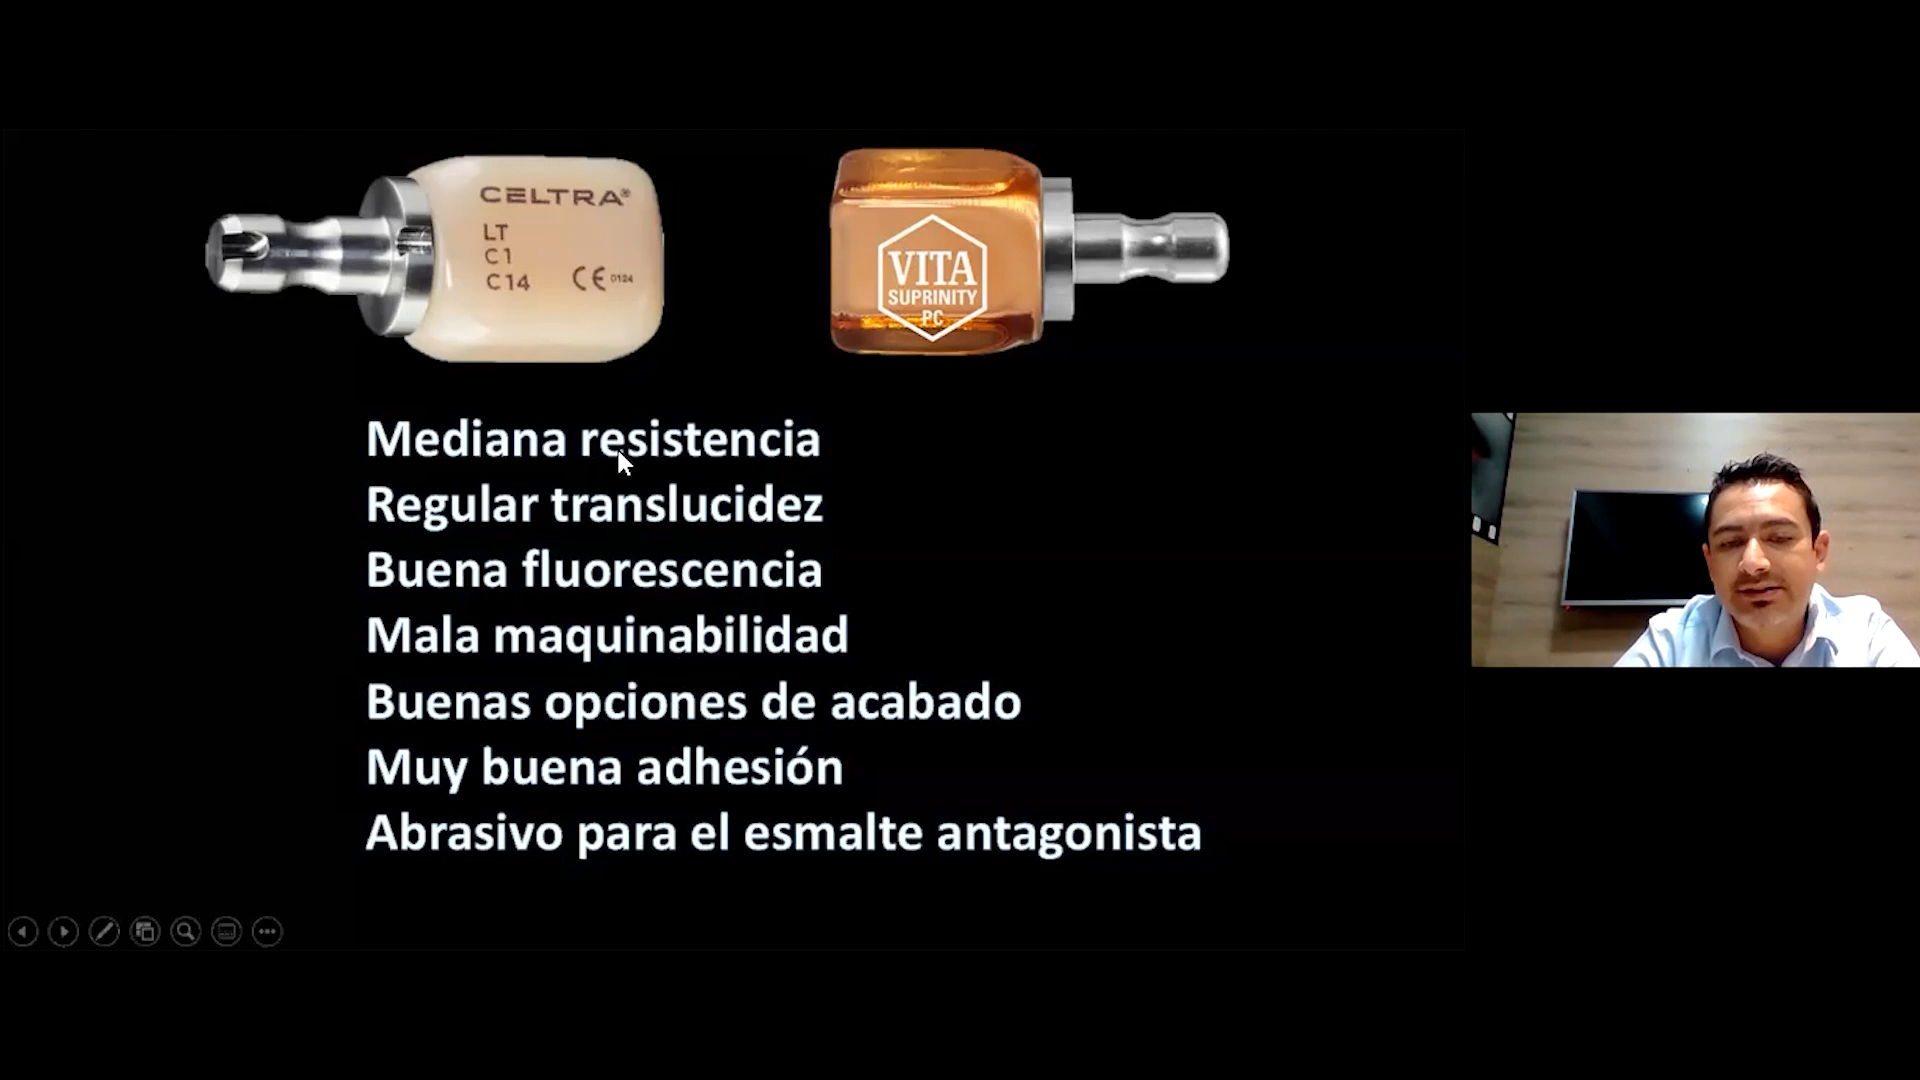 CELTRA®
LT
C1
C14
CE 0124
VITA
SUPRINITY
PC
Mediana resistencia
Regular translucidez
Buena fluorescencia
Mala maquinabilidad
Buenas opciones de acabado
Muy buena adhesión
Abrasivo para el esmalte antagonista